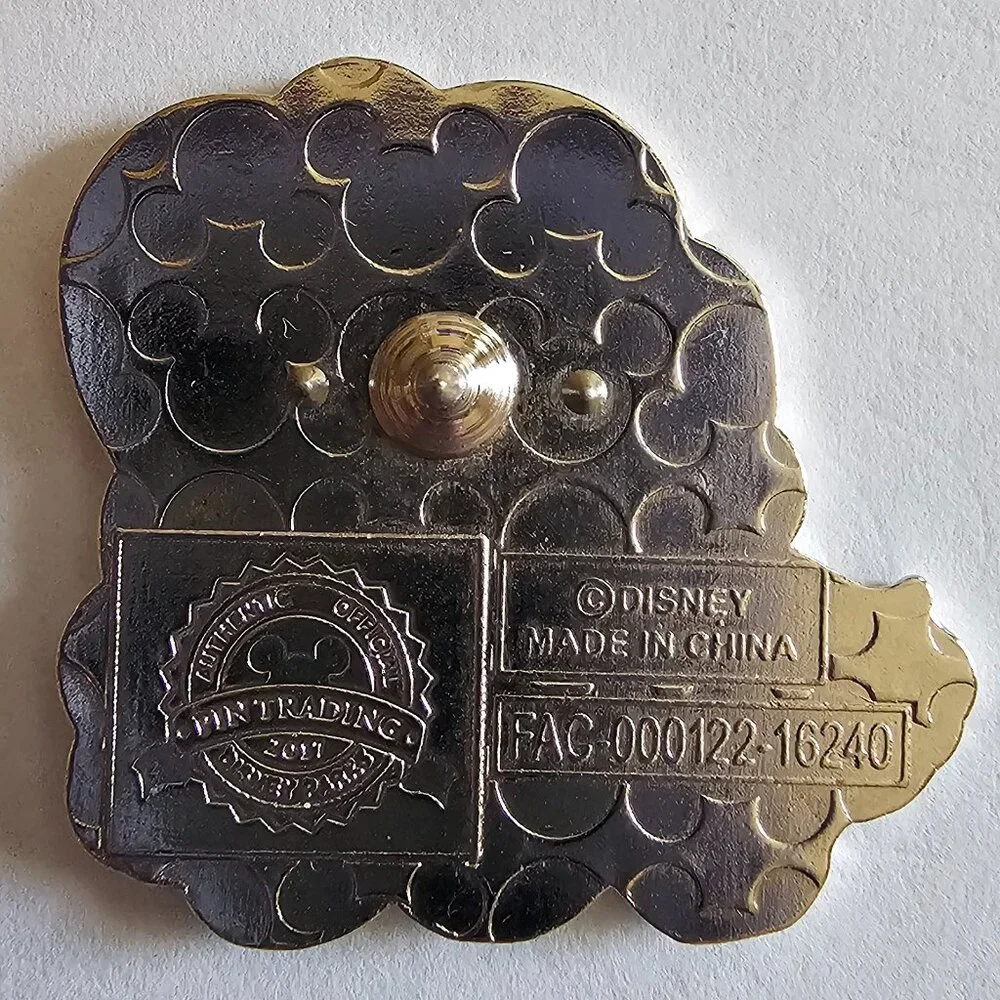 AUTHENTIC OFFICIAL
PIN TRADING
2017
DISNEY PARKS
©DISNEY
MADE IN CHINA
FAC-000122-16240